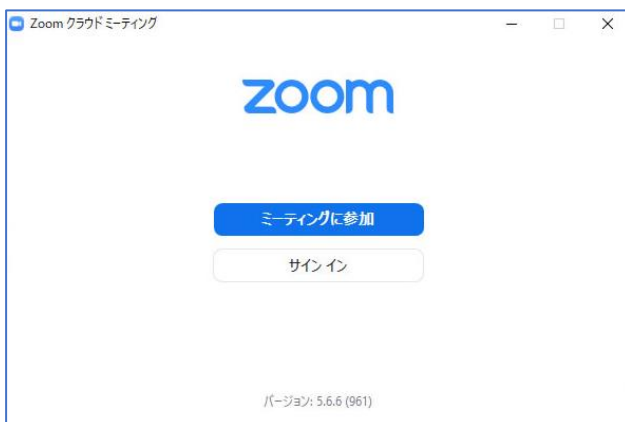 Zoom クラウド ミーティング
zoom
ミーティングに参加
サイン イン
バージョン: 5.6.6 (961)